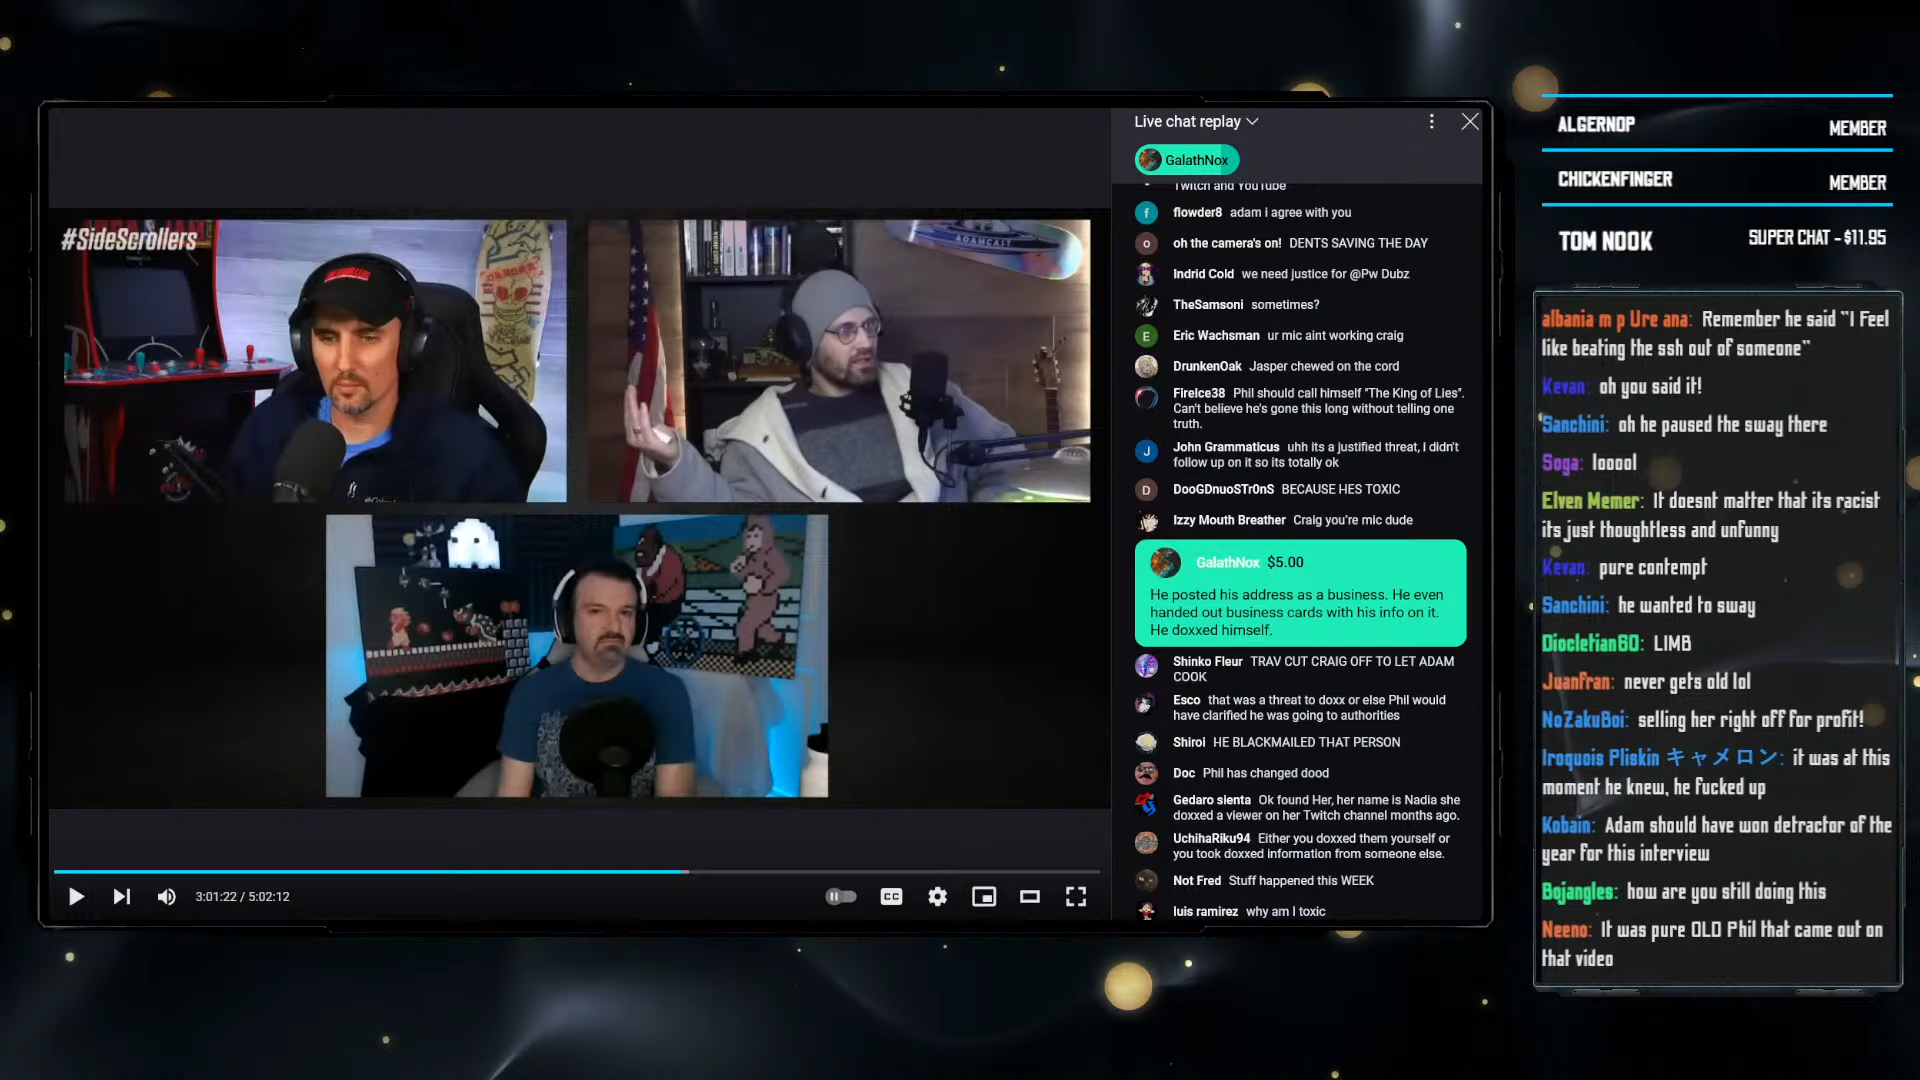 #SideScrollers
ADAMCAST
3:01:22 / 5:02:12
CC
Live chat replay
GalathNox
Twitch and YouTube
f flowder8 adam i agree with you
o oh the camera's on! DENTS SAVING THE DAY
Indrid Cold we need justice for @Pw Dubz
TheSamsoni sometimes?
E Eric Wachsman ur mic aint working craig
DrunkenOak Jasper chewed on the cord
FireIce38 Phil should call himself "The King of Lies".
Can't believe he's gone this long without telling one
truth.
J John Grammaticus uhh its a justified threat, i didn't
follow up on it so its totally ok
D DooGDnuoSTr0nS BECAUSE HES TOXIC
Izzy Mouth Breather Craig you're mic dude
GalathNox $5.00
He posted his address as a business. He even
handed out business cards with his info on it.
He doxxed himself.
Shinko Fleur TRAV CUT CRAIG OFF TO LET ADAM
COOK
Esco that was a threat to doxx or else Phil would
have clarified he was going to authorities
Shiroi HE BLACKMAILED THAT PERSON
Doc Phil has changed dood
Gedaro sienta Ok found Her, her name is Nadia she
doxxed a viewer on her Twitch channel months ago.
UchihaRiku94 Either you doxxed them yourself or
you took doxxed information from someone else.
Not Fred Stuff happened this WEEK
luis ramirez why am I toxic
ALGERNOP MEMBER
CHICKENFINGER MEMBER
TOM NOOK SUPER CHAT - $11.95
albania m p Ure ana: Remember he said "I Feel
like beating the ssh out of someone"
Kevan: oh you said it!
Sanchini: oh he paused the sway there
Soga: looool
Elven Memer: It doesnt matter that its racist
its just thoughtless and unfunny
Kevan: pure contempt
Sanchini: he wanted to sway
Diocletian60: LIMB
Juanfran: never gets old lol
NoZakuBoi: selling her right off for profit!
Iroquois Pliskin キャメロン: it was at this
moment he knew, he fucked up
Kobain: Adam should have won detractor of the
year for this interview
Bojangles: how are you still doing this
Neeno: It was pure OLD Phil that came out on
that video